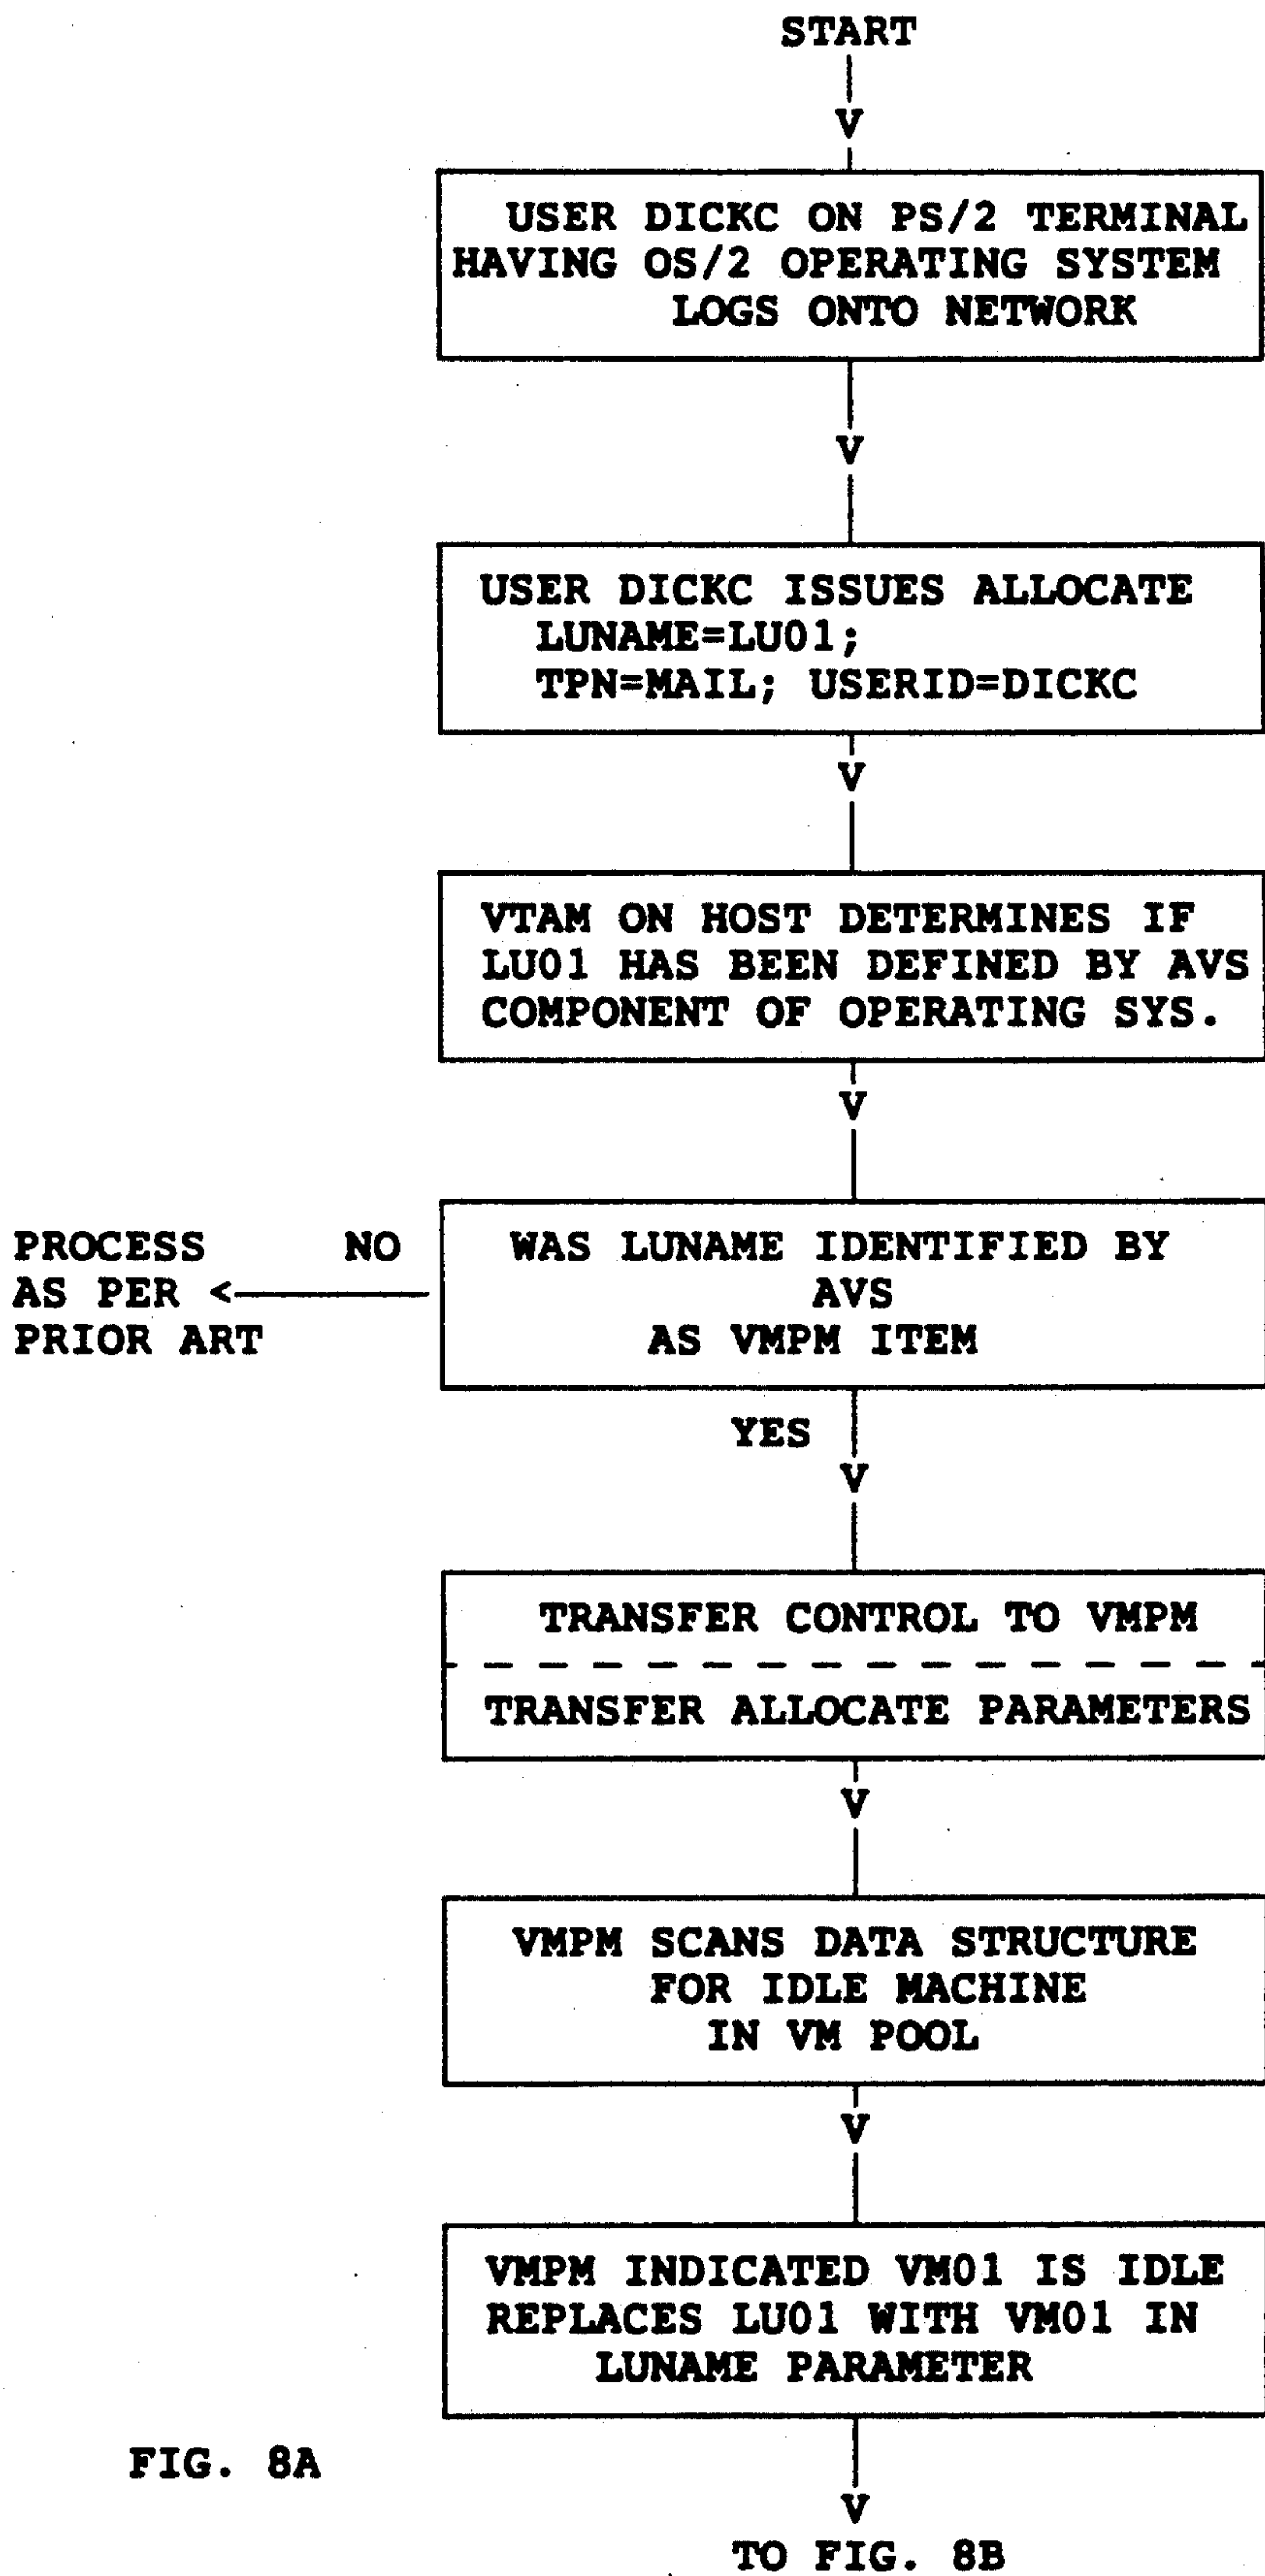 START
V
USER DICKC ON PS/2 TERMINAL
HAVING OS/2 OPERATING SYSTEM
LOGS ONTO NETWORK
V
USER DICKC ISSUES ALLOCATE
LUNAME=LU01;
TPN=MAIL; USERID=DICKC
V
VTAM ON HOST DETERMINES IF
LU01 HAS BEEN DEFINED BY AVS
COMPONENT OF OPERATING SYS.
V
WAS LUNAME IDENTIFIED BY
AVS
AS VMPM ITEM
NO
PROCESS
AS PER <
PRIOR ART
YES
V
TRANSFER CONTROL TO VMPM
TRANSFER ALLOCATE PARAMETERS
V
VMPM SCANS DATA STRUCTURE
FOR IDLE MACHINE
IN VM POOL
V
VMPM INDICATED VM01 IS IDLE
REPLACES LU01 WITH VM01 IN
LUNAME PARAMETER
V
TO FIG. 8B
FIG. 8A